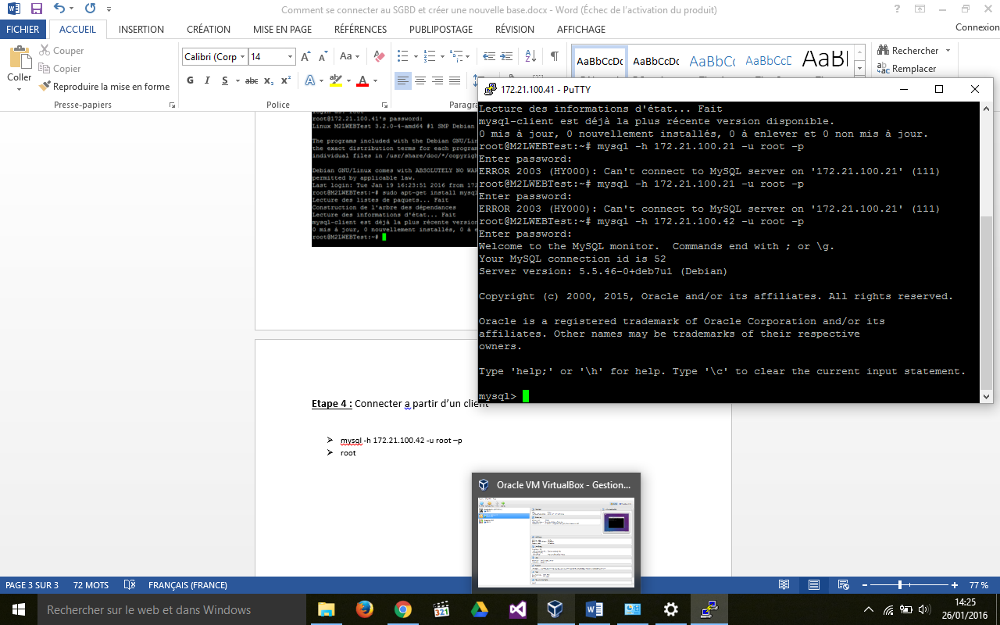 Comment se connecter au SGBD et créer une nouvelle base.docx - Word (Échec de l'activation du produit)
FICHIER ACCUEIL INSERTION CRÉATION MISE EN PAGE RÉFÉRENCES PUBLIPOSTAGE RÉVISION AFFICHAGE Connexion
Coller
Couper
Copier
Reproduire la mise en forme
Presse-papiers
Calibri (Corp 14
G I S abc x₂ x²
Police
Paragra
AaBbCcDc AaBbCcDc AaBbCc AaBbCcD AaBl
Rechercher
Remplacer
root@172.21.100.41's password:
Linux M2LWEBTest 3.2.0-4-amd64 #1 SMP Debian
The programs included with the Debian GNU/Lin
the exact distribution terms for each program
individual files in /usr/share/doc/*/copyrigh
Debian GNU/Linux comes with ABSOLUTELY NO WAR
permitted by applicable law.
Last login: Tue Jan 19 16:23:51 2016 from 172
root@M2LWEBTest:~# sudo apt-get install mysql
Lecture des listes de paquets... Fait
Construction de l'arbre des dépendances
Lecture des informations d'état... Fait
mysql-client est déjà la plus récente version
0 mis à jour, 0 nouvellement installés, 0 à e
root@M2LWEBTest:~#
172.21.100.41 - PuTTY
Lecture des informations d'état... Fait
mysql-client est déjà la plus récente version disponible.
0 mis à jour, 0 nouvellement installés, 0 à enlever et 0 non mis à jour.
root@M2LWEBTest:~# mysql -h 172.21.100.21 -u root -p
Enter password:
ERROR 2003 (HY000): Can't connect to MySQL server on '172.21.100.21' (111)
root@M2LWEBTest:~# mysql -h 172.21.100.21 -u root -p
Enter password:
ERROR 2003 (HY000): Can't connect to MySQL server on '172.21.100.21' (111)
root@M2LWEBTest:~# mysql -h 172.21.100.42 -u root -p
Enter password:
Welcome to the MySQL monitor.  Commands end with ; or \g.
Your MySQL connection id is 52
Server version: 5.5.46-0+deb7u1 (Debian)
Copyright (c) 2000, 2015, Oracle and/or its affiliates. All rights reserved.
Oracle is a registered trademark of Oracle Corporation and/or its
affiliates. Other names may be trademarks of their respective
owners.
Type 'help;' or '\h' for help. Type '\c' to clear the current input statement.
mysql>
Etape 4 : Connecter a partir d'un client
mysql -h 172.21.100.42 -u root –p
root
Oracle VM VirtualBox - Gestion...
PAGE 3 SUR 3 72 MOTS FRANÇAIS (FRANCE) 77 %
Rechercher sur le web et dans Windows
321
14:25
26/01/2016